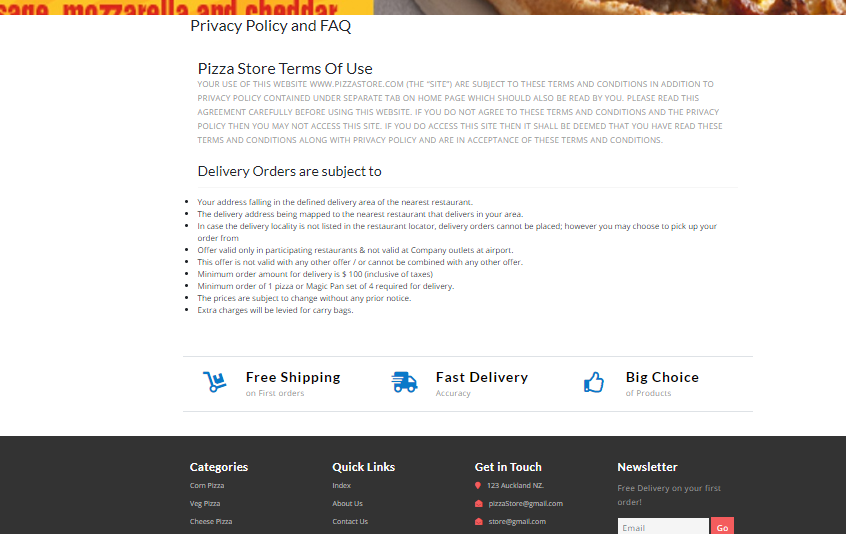 sage, mozzarella and cheddar
Privacy Policy and FAQ
Pizza Store Terms Of Use
YOUR USE OF THIS WEBSITE WWW.PIZZASTORE.COM (THE "SITE") ARE SUBJECT TO THESE TERMS AND CONDITIONS IN ADDITION TO
PRIVACY POLICY CONTAINED UNDER SEPARATE TAB ON HOME PAGE WHICH SHOULD ALSO BE READ BY YOU. PLEASE READ THIS
AGREEMENT CAREFULLY BEFORE USING THIS WEBSITE. IF YOU DO NOT AGREE TO THESE TERMS AND CONDITIONS AND THE PRIVACY
POLICY THEN YOU MAY NOT ACCESS THIS SITE. IF YOU DO ACCESS THIS SITE THEN IT SHALL BE DEEMED THAT YOU HAVE READ THESE
TERMS AND CONDITIONS ALONG WITH PRIVACY POLICY AND ARE IN ACCEPTANCE OF THESE TERMS AND CONDITIONS.
Delivery Orders are subject to
Your address falling in the defined delivery area of the nearest restaurant.
The delivery address being mapped to the nearest restaurant that delivers in your area.
In case the delivery locality is not listed in the restaurant locator, delivery orders cannot be placed; however you may choose to pick up your
order from
Offer valid only in participating restaurants & not valid at Company outlets at airport.
This offer is not valid with any other offer / or cannot be combined with any other offer.
Minimum order amount for delivery is $ 100 (inclusive of taxes)
Minimum order of 1 pizza or Magic Pan set of 4 required for delivery.
The prices are subject to change without any prior notice.
Extra charges will be levied for carry bags.
Free Shipping
on First orders
Fast Delivery
Accuracy
Big Choice
of Products
Categories
Corn Pizza
Veg Pizza
Cheese Pizza
Quick Links
Index
About Us
Contact Us
Get in Touch
123 Auckland NZ.
pizzaStore@gmail.com
store@gmail.com
Newsletter
Free Delivery on your first
order!
Email
Go